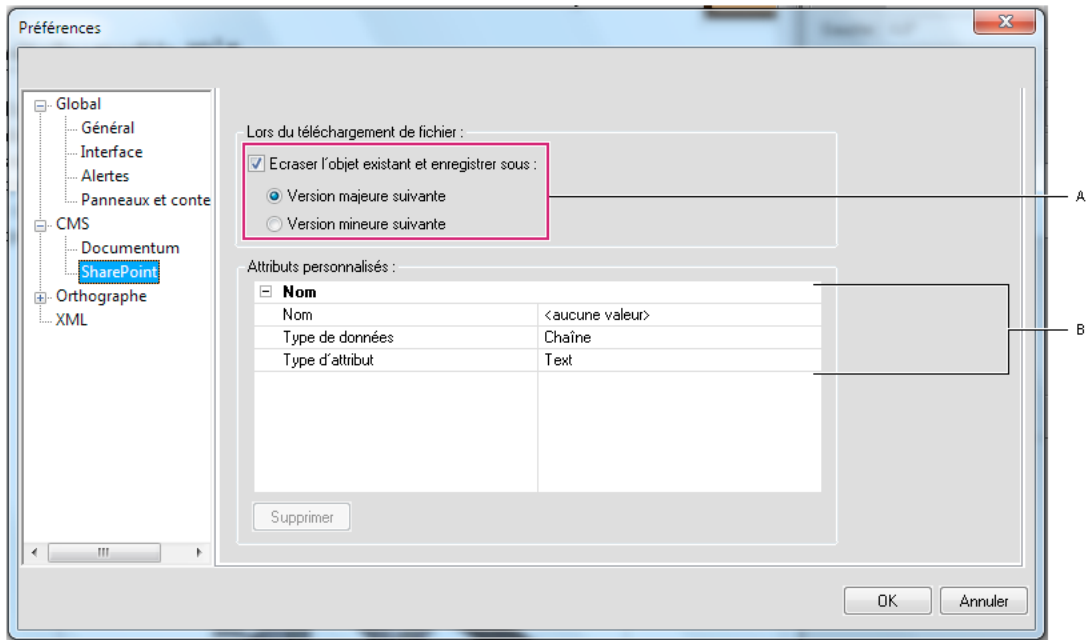 Préférences
Global
Général
Interface
Alertes
Panneaux et conte
CMS
Documentum
SharePoint
Orthographe
XML
Lors du téléchargement de fichier :
Ecraser l´objet existant et enregistrer sous :
Version majeure suivante
Version mineure suivante
A
Attributs personnalisés :
Nom
Nom <aucune valeur>
Type de données Chaîne
Type d´attribut Text
B
Supprimer
OK Annuler